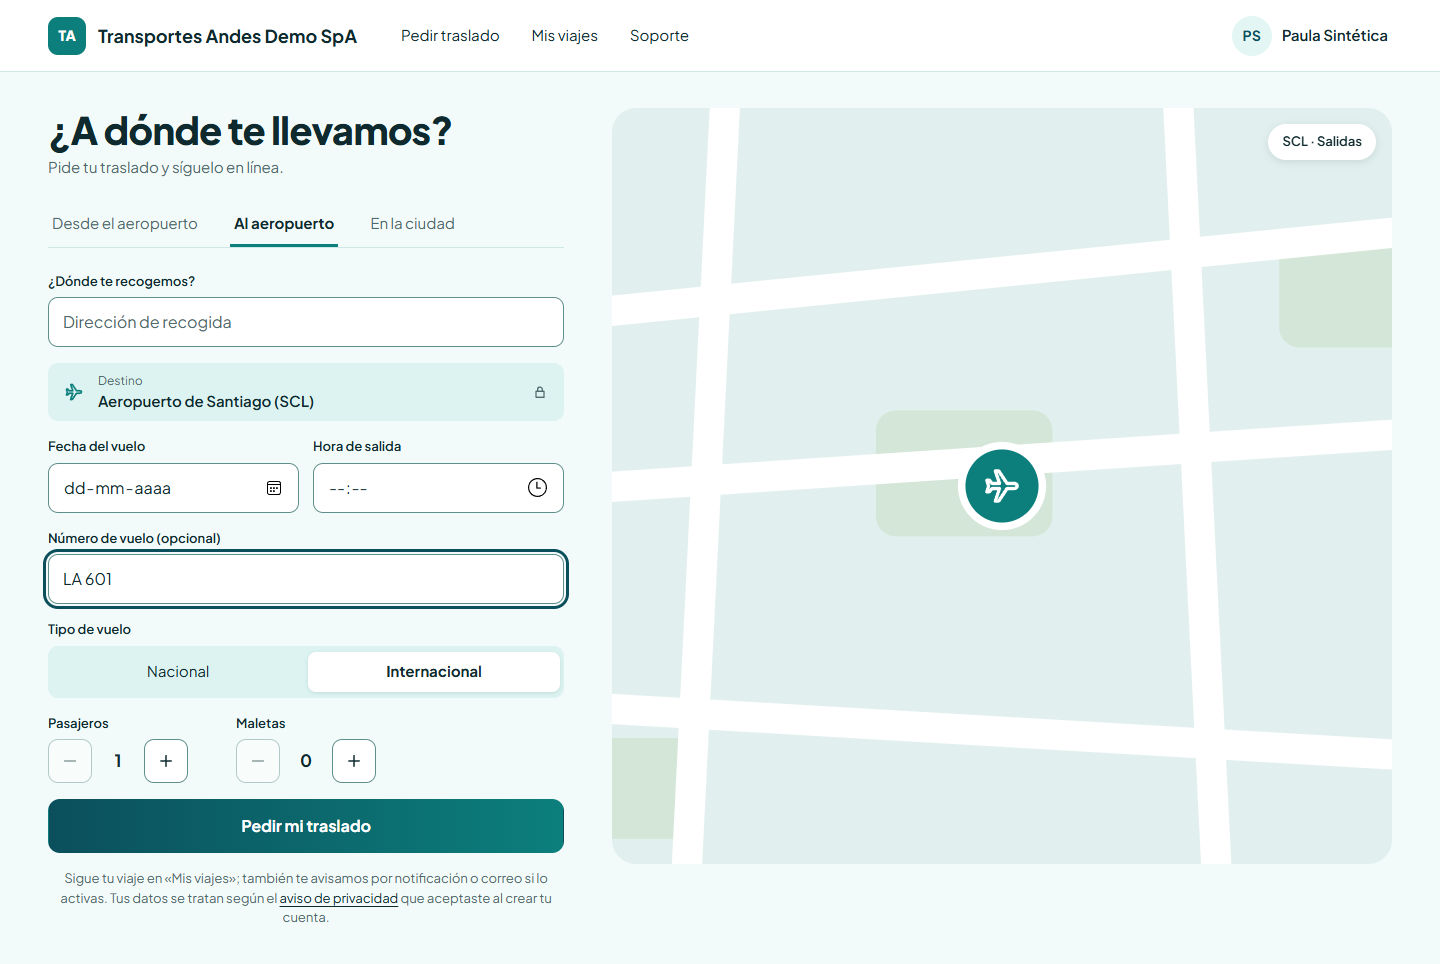 TA
Transportes Andes Demo SpA
Pedir traslado
Mis viajes
Soporte
PS
Paula Sintética
¿A dónde te llevamos?
Pide tu traslado y síguelo en línea.
Desde el aeropuerto
Al aeropuerto
En la ciudad
¿Dónde te recogemos?
Dirección de recogida
Destino
Aeropuerto de Santiago (SCL)
Fecha del vuelo
Hora de salida
dd-mm-aaaa
--:--
Número de vuelo (opcional)
LA 601
Tipo de vuelo
Nacional
Internacional
Pasajeros
Maletas
− 1 +
− 0 +
Pedir mi traslado
Sigue tu viaje en «Mis viajes»; también te avisamos por notificación o correo si lo
activas. Tus datos se tratan según el aviso de privacidad que aceptaste al crear tu
cuenta.
SCL · Salidas